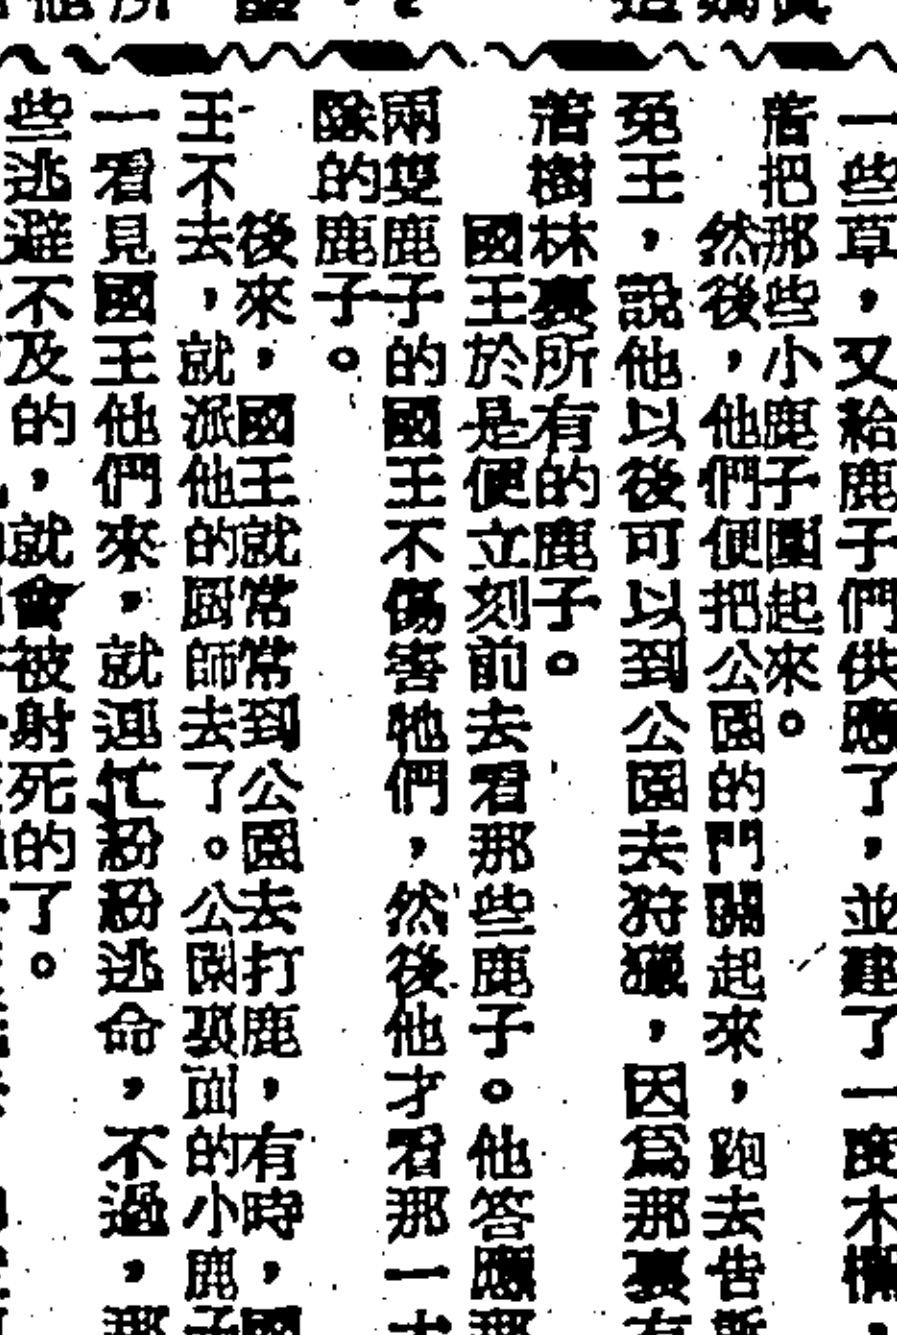 一些草，又給鹿子們供應了，並建了一度木欄，
著把那些小鹿子圍起來。
然後，他們便把公園的門關起來，跑去告訴
兔王，說他以後可以到公園去狩獵，因爲那裏有
著樹林裏所有的鹿子。
國王於是便立刻前去看那些鹿子。他答應那
兩雙鹿子的國王不傷害牠們，然後他才看那一大
隊的鹿子。
後來，國王就常常到公園去打鹿，有時，國
王不去，就派他的厨師去了。公園裏面的小鹿子
一看見國王他們來，就連忙紛紛逃命，不過，那
些逃避不及的，就會被射死的了。